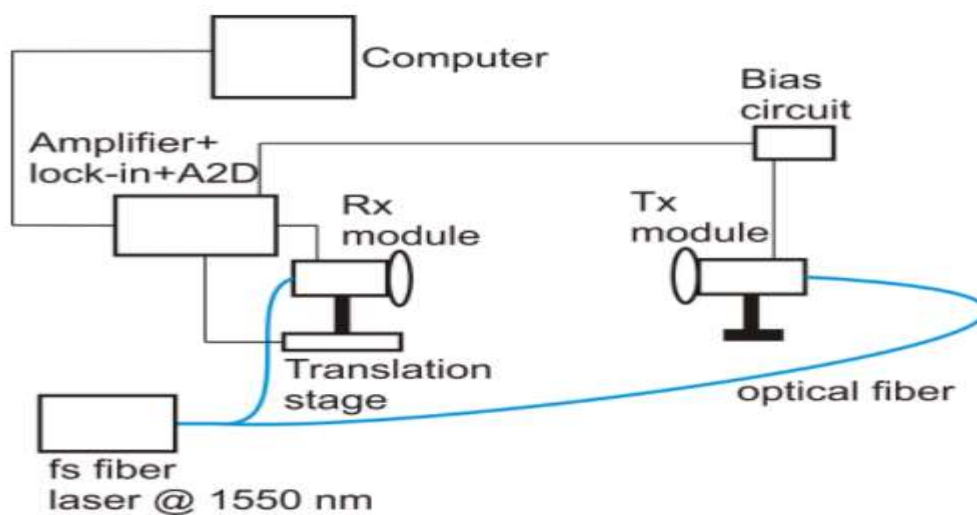 Computer
Bias
circuit
Amplifier+
lock-in+A2D
Rx
module
Tx
module
Translation
stage
optical fiber
fs fiber
laser @ 1550 nm